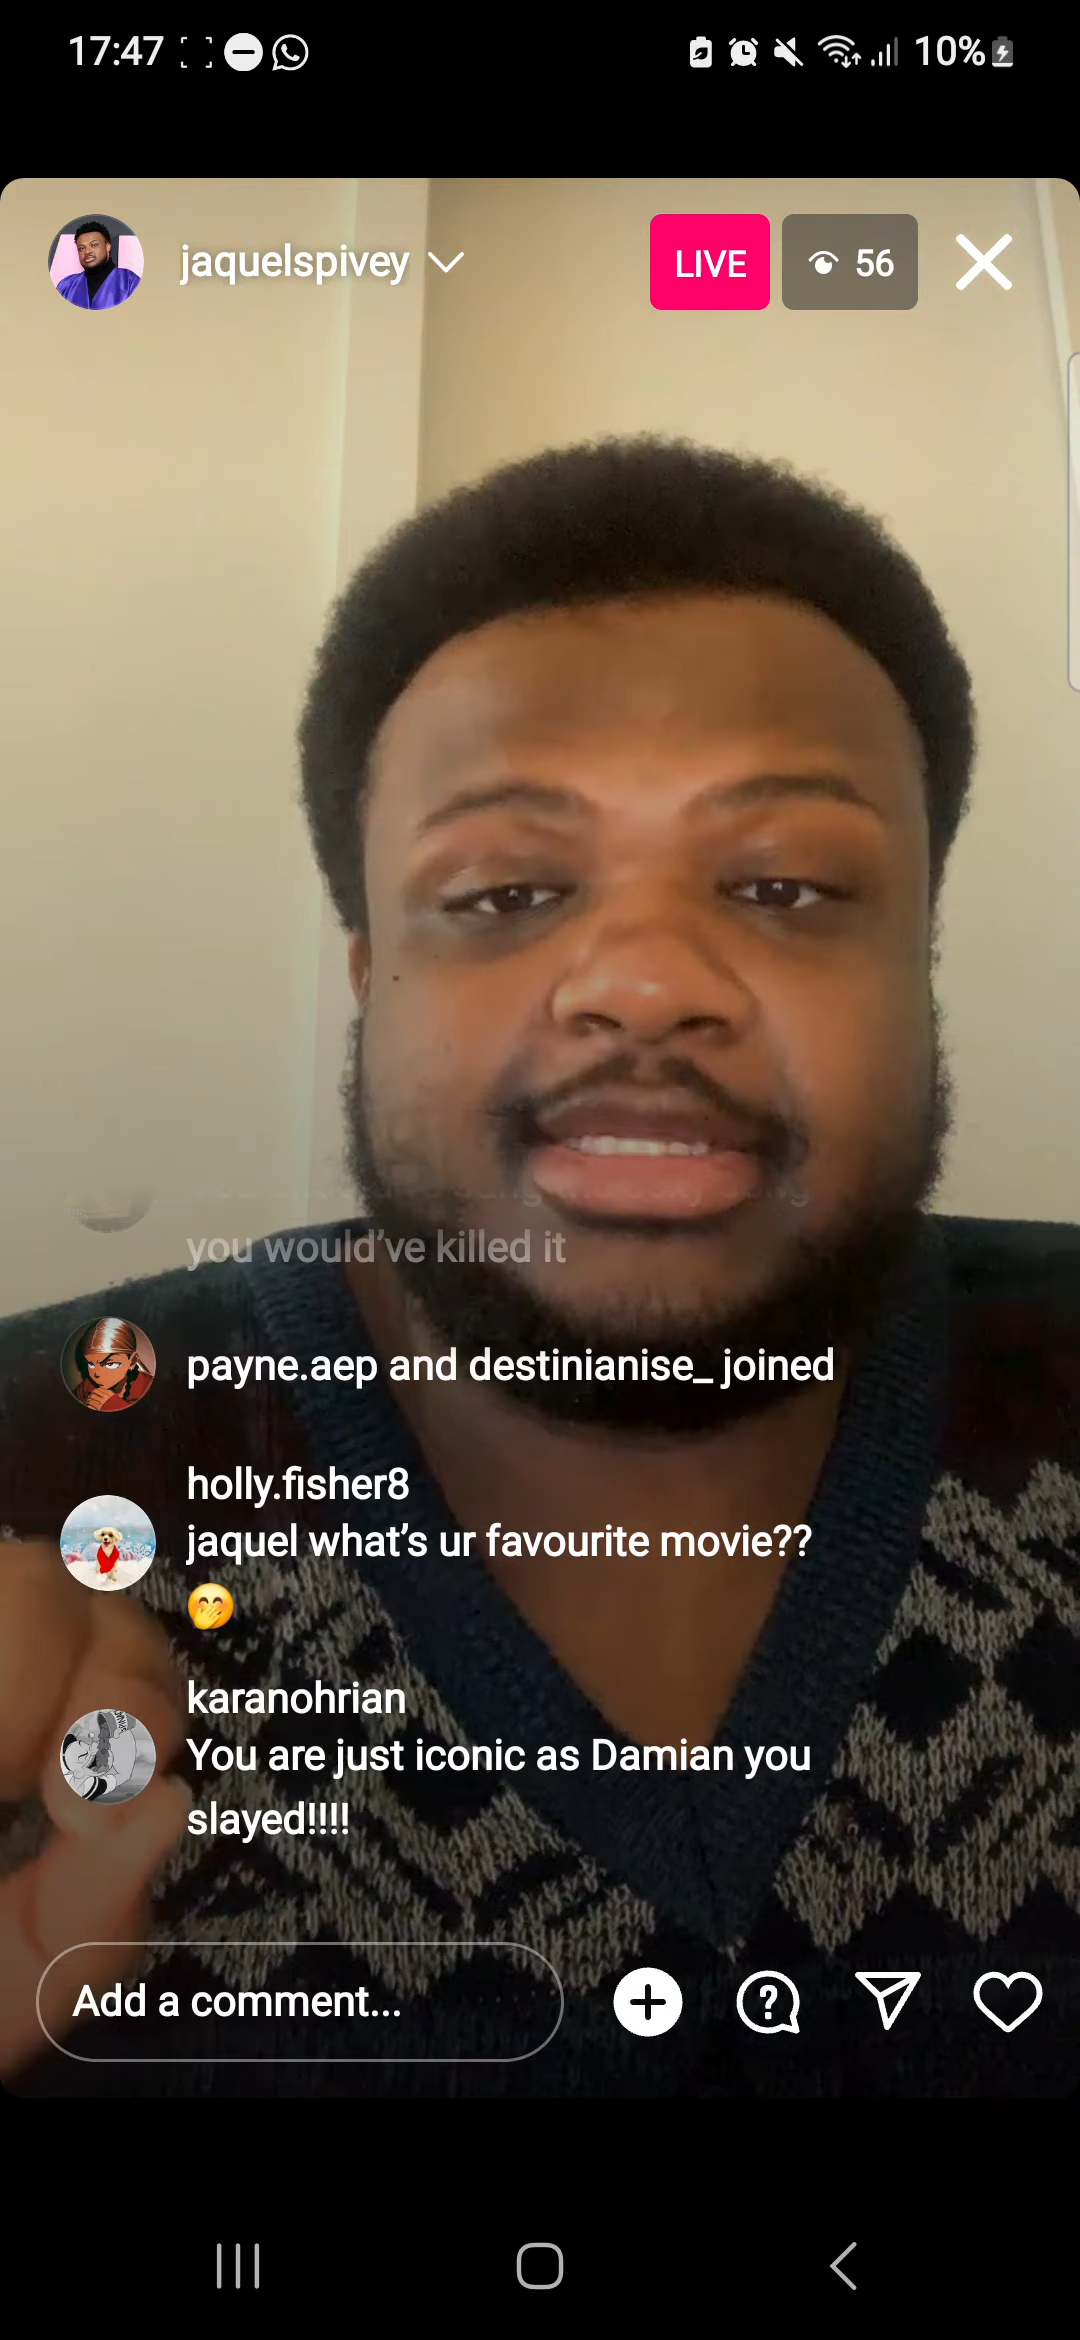 17:47
10%
jaquelspivey
LIVE
56
you would've killed it
payne.aep and destinianise_ joined
holly.fisher8
jaquel what's ur favourite movie??
🤭
karanohrian
You are just iconic as Damian you
slayed!!!!
Add a comment...